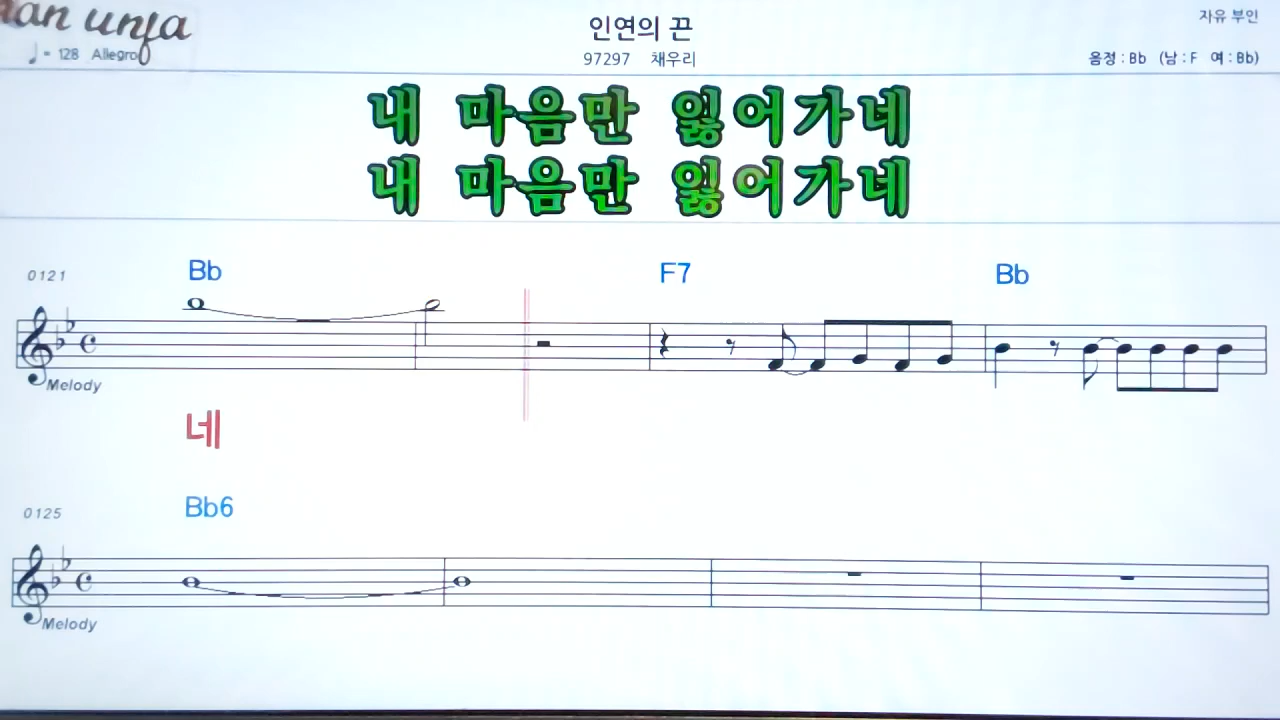 an unja
인연의 끈
자유 부인
♩= 128 Allegro
97297 채우리
음정 : Bb (남 : F 여 : Bb)
내 마음만 잃어가네
내 마음만 잃어가네
0121 Bb F7 Bb
Melody
네
0125 Bb6
Melody